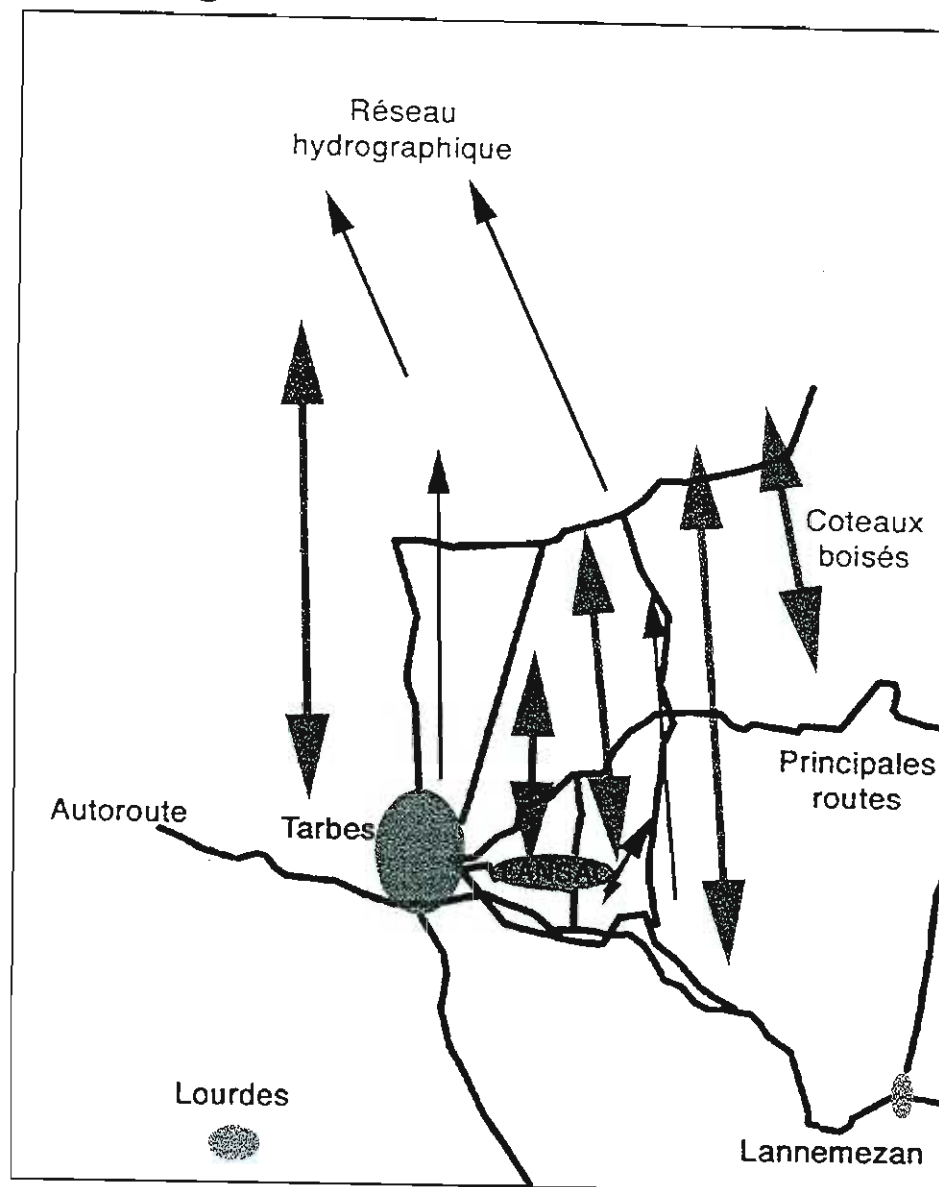 Réseau
hydrographique
Coteaux
boisés
Principales
routes
Autoroute
Tarbes
Lourdes
Lannemezan